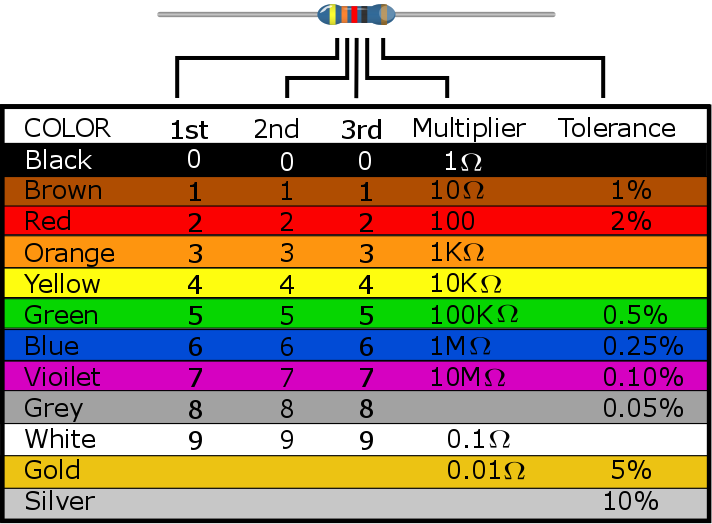 COLOR 1st 2nd 3rd Multiplier Tolerance
Black 0 0 0 1Ω
Brown 1 1 1 10Ω 1%
Red 2 2 2 100 2%
Orange 3 3 3 1KΩ
Yellow 4 4 4 10KΩ
Green 5 5 5 100KΩ 0.5%
Blue 6 6 6 1MΩ 0.25%
Vioilet 7 7 7 10MΩ 0.10%
Grey 8 8 8 0.05%
White 9 9 9 0.1Ω
Gold 0.01Ω 5%
Silver 10%